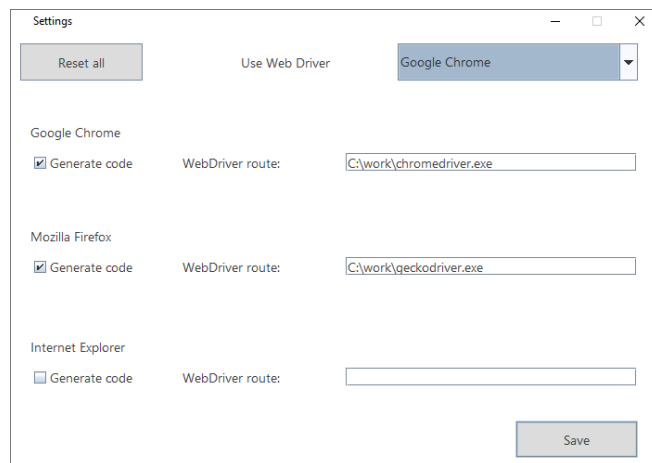 Settings
Reset all Use Web Driver Google Chrome
Google Chrome
Generate code WebDriver route: C:\work\chromedriver.exe
Mozilla Firefox
Generate code WebDriver route: C:\work\geckodriver.exe
Internet Explorer
Generate code WebDriver route:
Save